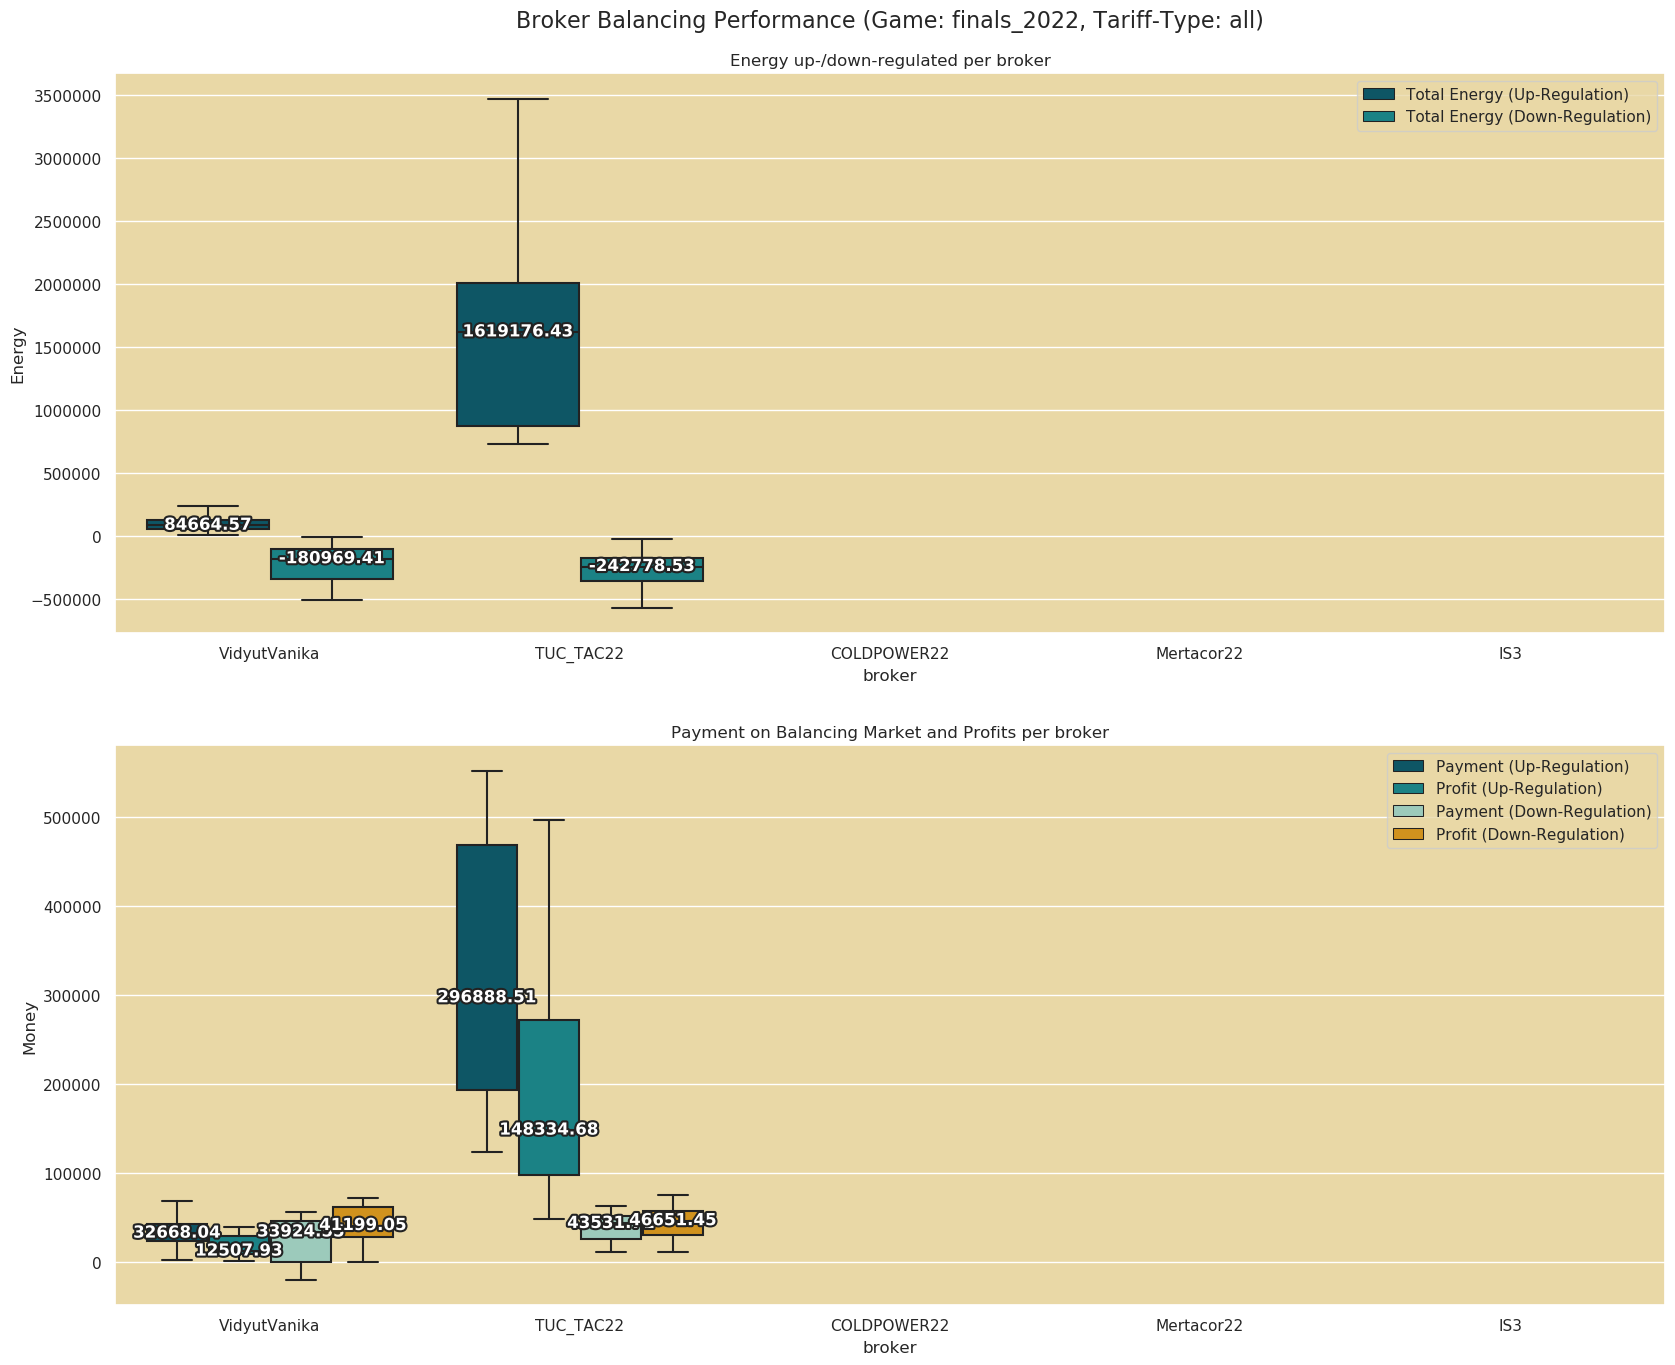 Broker Balancing Performance (Game: finals_2022, Tariff-Type: all)
Energy up-/down-regulated per broker
Total Energy (Up-Regulation)
Total Energy (Down-Regulation)
3500000
3000000
2500000
2000000
1500000
1000000
500000
0
−500000
Energy
1619176.43
84664.57
-180969.41
-242778.53
VidyutVanika TUC_TAC22 COLDPOWER22 Mertacor22 IS3
broker
Payment on Balancing Market and Profits per broker
Payment (Up-Regulation)
Profit (Up-Regulation)
Payment (Down-Regulation)
Profit (Down-Regulation)
500000
400000
300000
200000
100000
0
Money
296888.51
148334.68
32668.04
12507.93
41199.05
46651.45
VidyutVanika TUC_TAC22 COLDPOWER22 Mertacor22 IS3
broker